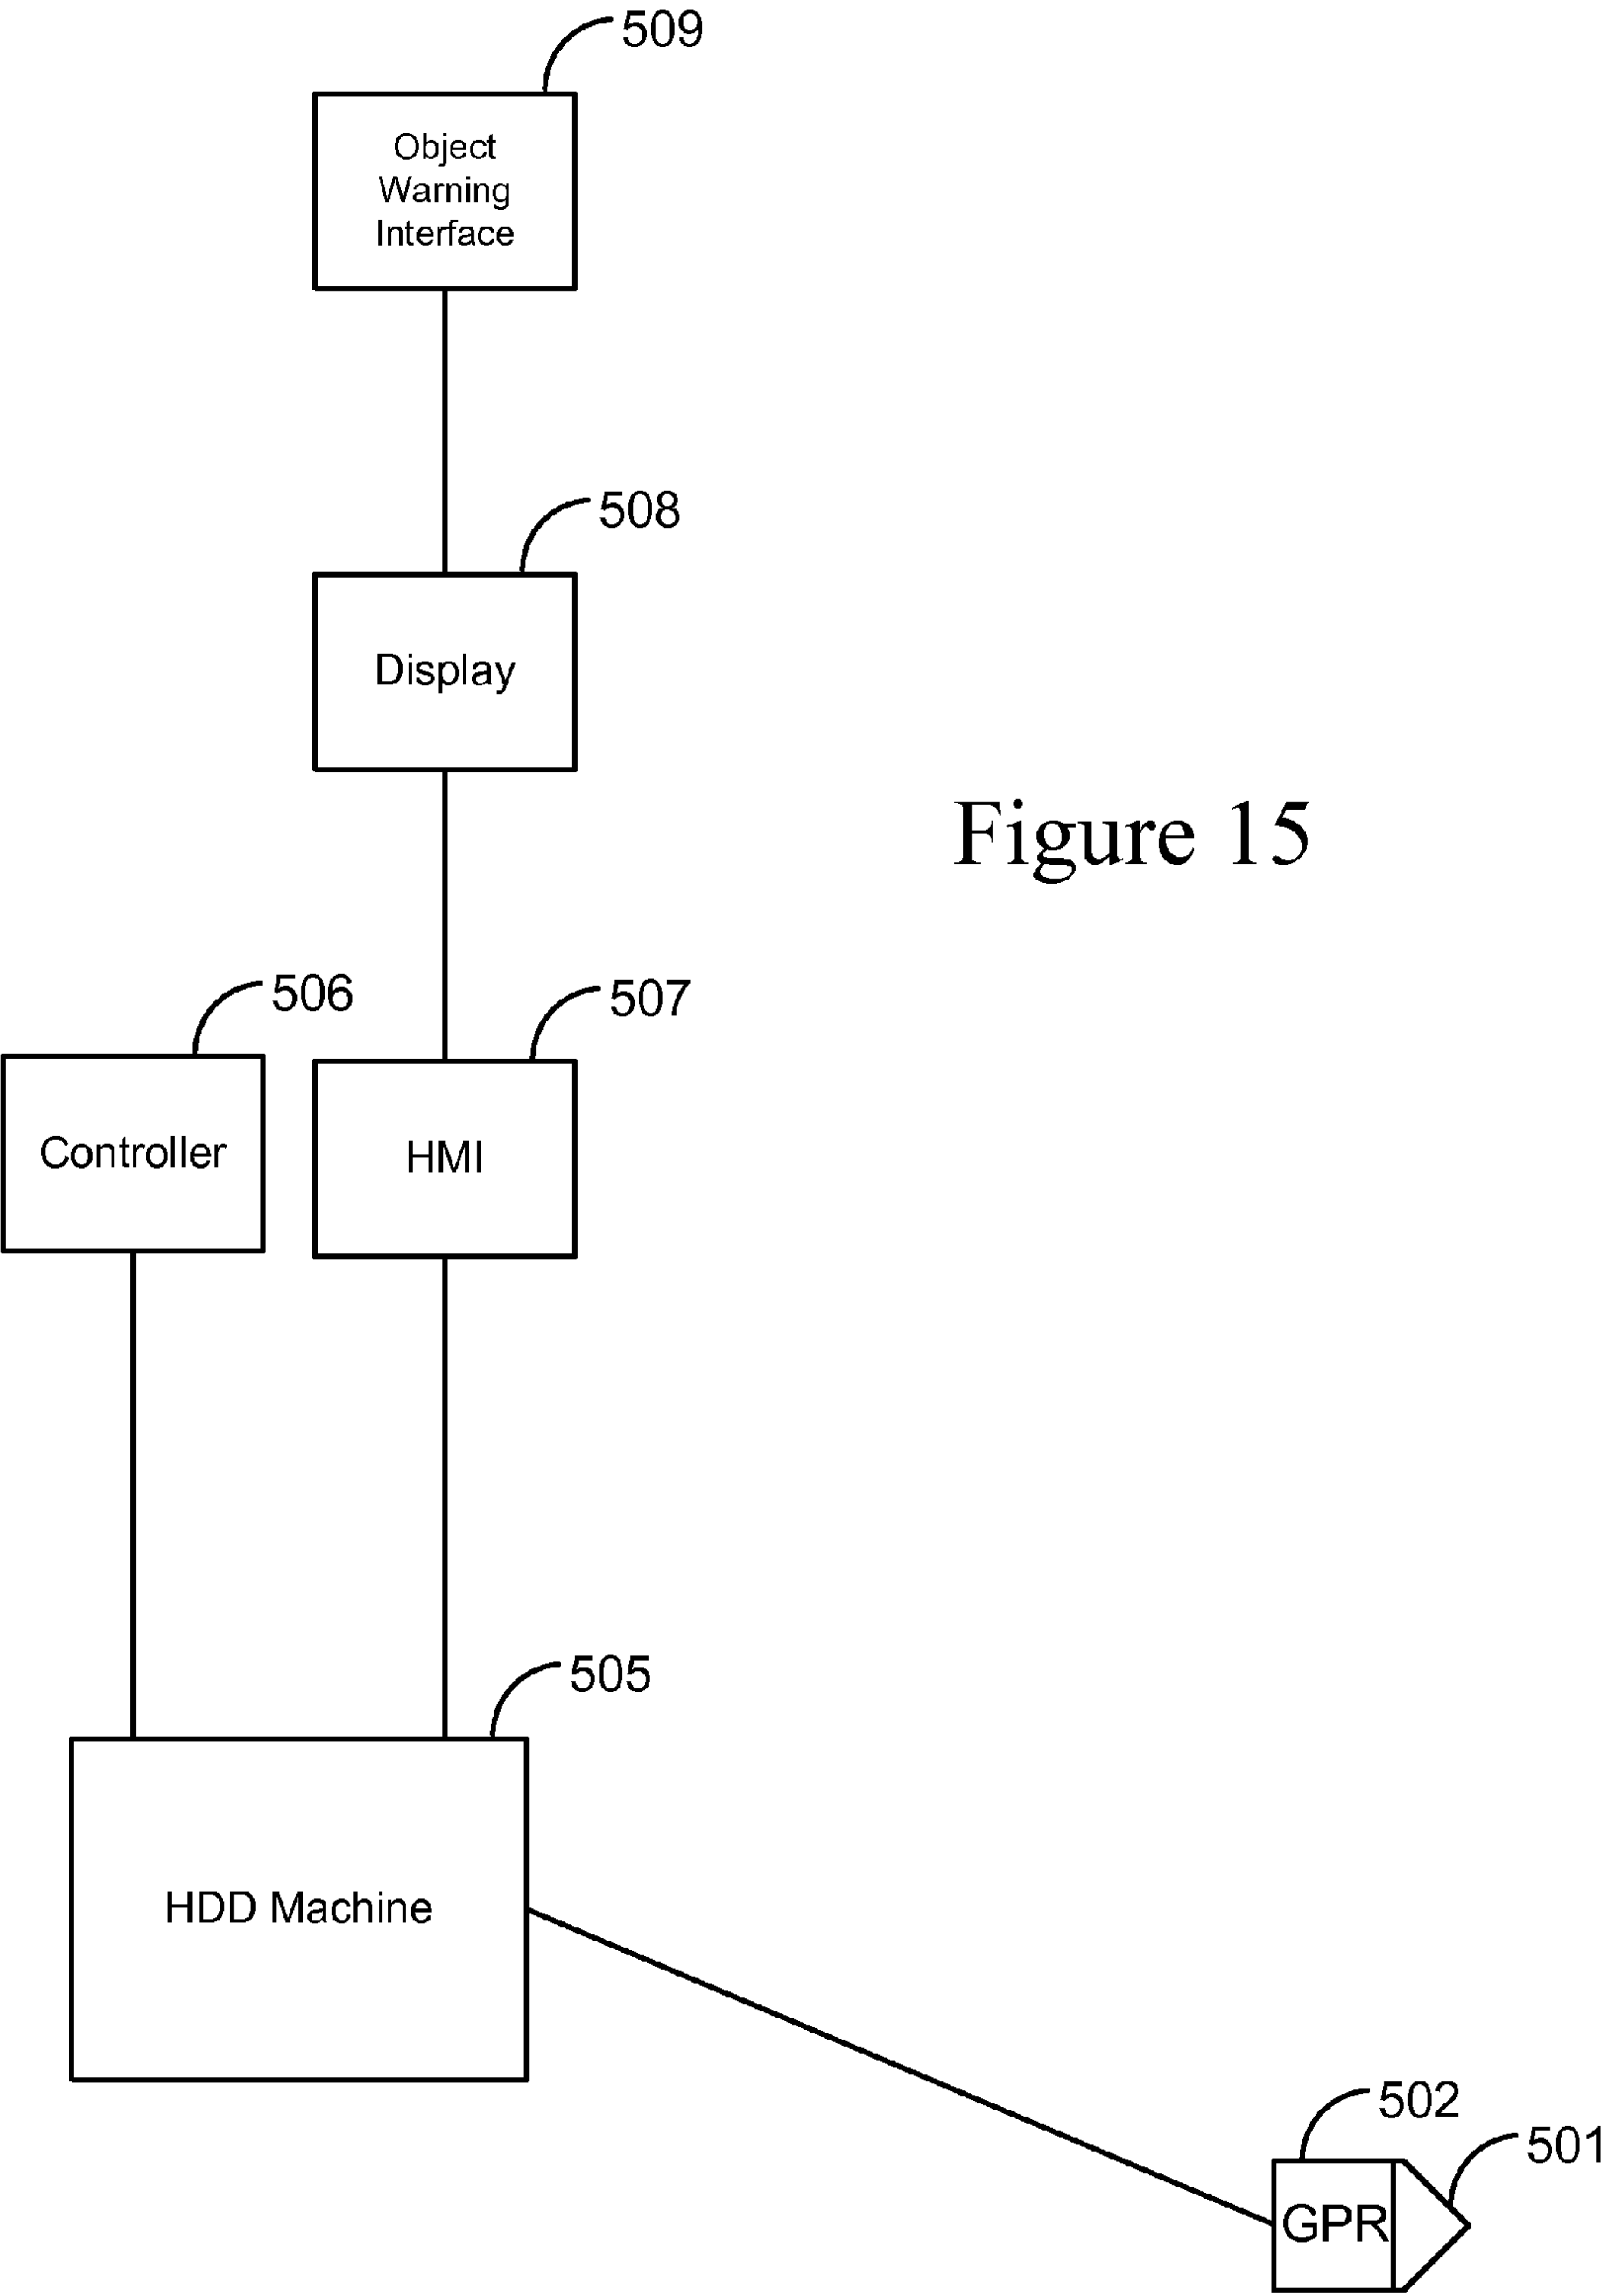 509
Object
Warning
Interface
508
Display
Figure 15
506
507
Controller
HMI
505
HDD Machine
502
501
GPR